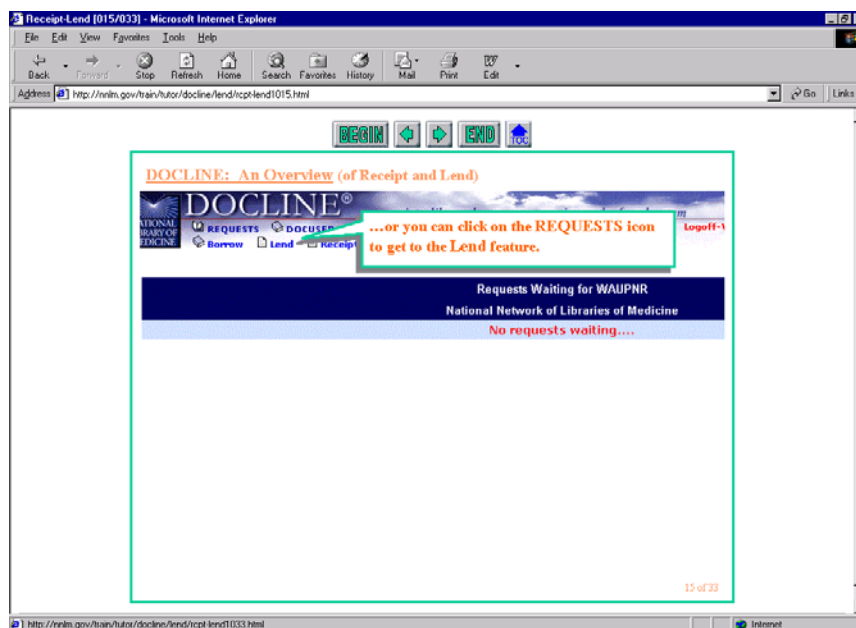 Receipt-Lend [015/033] - Microsoft Internet Explorer
File Edit View Favorites Tools Help
Back Forward Stop Refresh Home Search Favorites History Mail Print Edit
Address http://nnlm.gov/train/tutor/docline/lend/rcpt-lend1015.html Go Links
BEGIN END TOC
DOCLINE: An Overview (of Receipt and Lend)
DOCLINE®
REQUESTS DOCUSER Logoff-
Borrow Lend Receip
…or you can click on the REQUESTS icon
to get to the Lend feature.
Requests Waiting for WAUPNR
National Network of Libraries of Medicine
No requests waiting....
15 of 33
http://nnlm.gov/train/tutor/docline/lend/rcpt-lend1033.html Internet